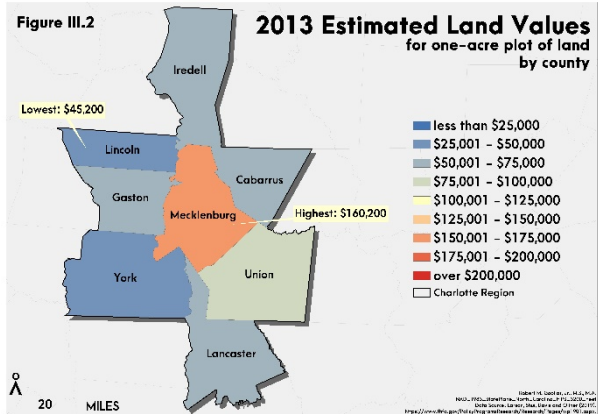 Figure III.2
2013 Estimated Land Values
for one-acre plot of land
by county
Iredell
Lowest: $45,200
Lincoln
Cabarrus
Gaston
Mecklenburg
Highest: $160,200
York
Union
Lancaster
less than $25,000
$25,001 - $50,000
$50,001 - $75,000
$75,001 - $100,000
$100,001 - $125,000
$125,001 - $150,000
$150,001 - $175,000
$175,001 - $200,000
over $200,000
Charlotte Region
20 MILES